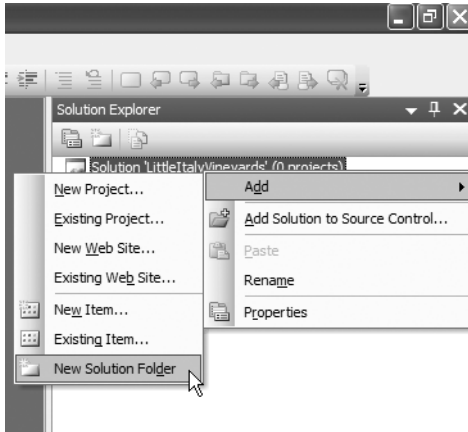 Solution Explorer
Solution 'LittleItalyVineyards' (0 projects)
New Project...
Existing Project...
New Web Site...
Existing Web Site...
New Item...
Existing Item...
New Solution Folder
Add
Add Solution to Source Control...
Paste
Rename
Properties